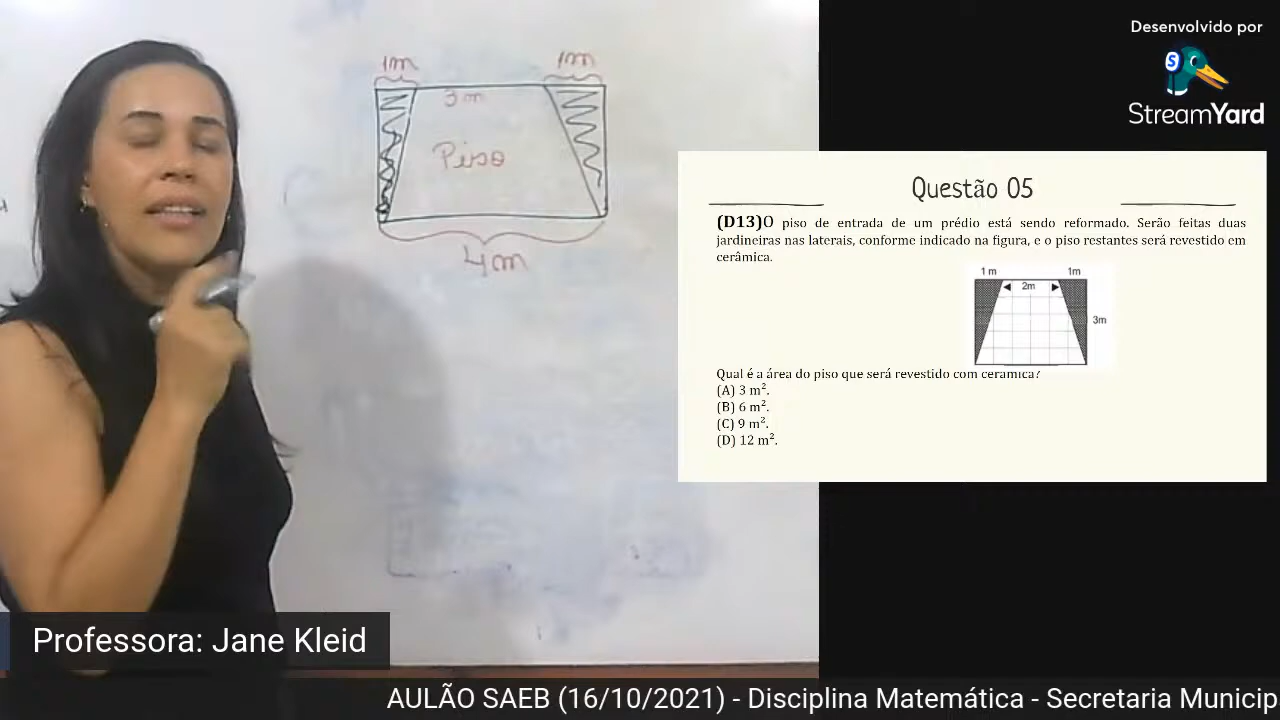 Desenvolvido por
StreamYard
1m
1m
3m
Piso
4m
Questão 05
(D13)O piso de entrada de um prédio está sendo reformado. Serão feitas duas
jardineiras nas laterais, conforme indicado na figura, e o piso restantes será revestido em
cerâmica.
1 m
1m
2m
3m
Qual é a área do piso que será revestido com cerâmica?
(A) 3 m².
(B) 6 m².
(C) 9 m².
(D) 12 m².
Professora: Jane Kleid
AULÃO SAEB (16/10/2021) - Disciplina Matemática - Secretaria Municip